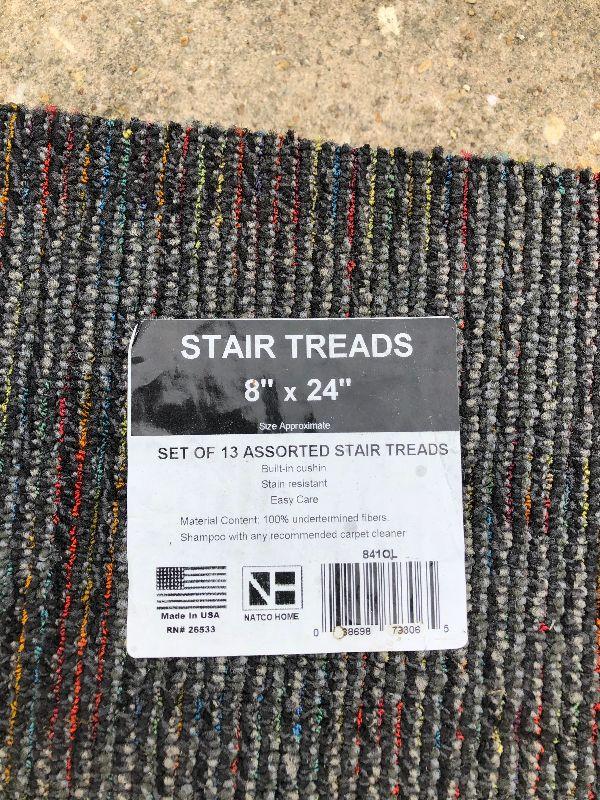 STAIR TREADS
8" x 24"
Size Approximate
SET OF 13 ASSORTED STAIR TREADS
Built-in cushin
Stain resistant
Easy Care
Material Content: 100% undertermined fibers.
Shampoo with any recommended carpet cleaner
841OL
Made In USA
RN# 26533
NATCO HOME
0 38698 73306 5